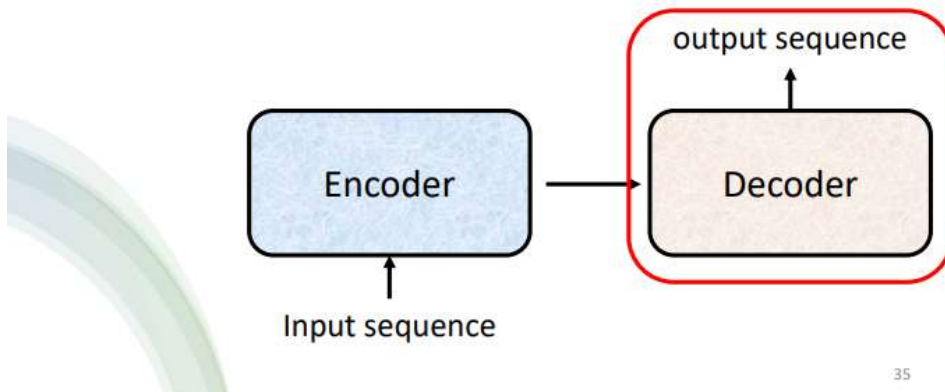 output sequence
Encoder
Decoder
Input sequence
35